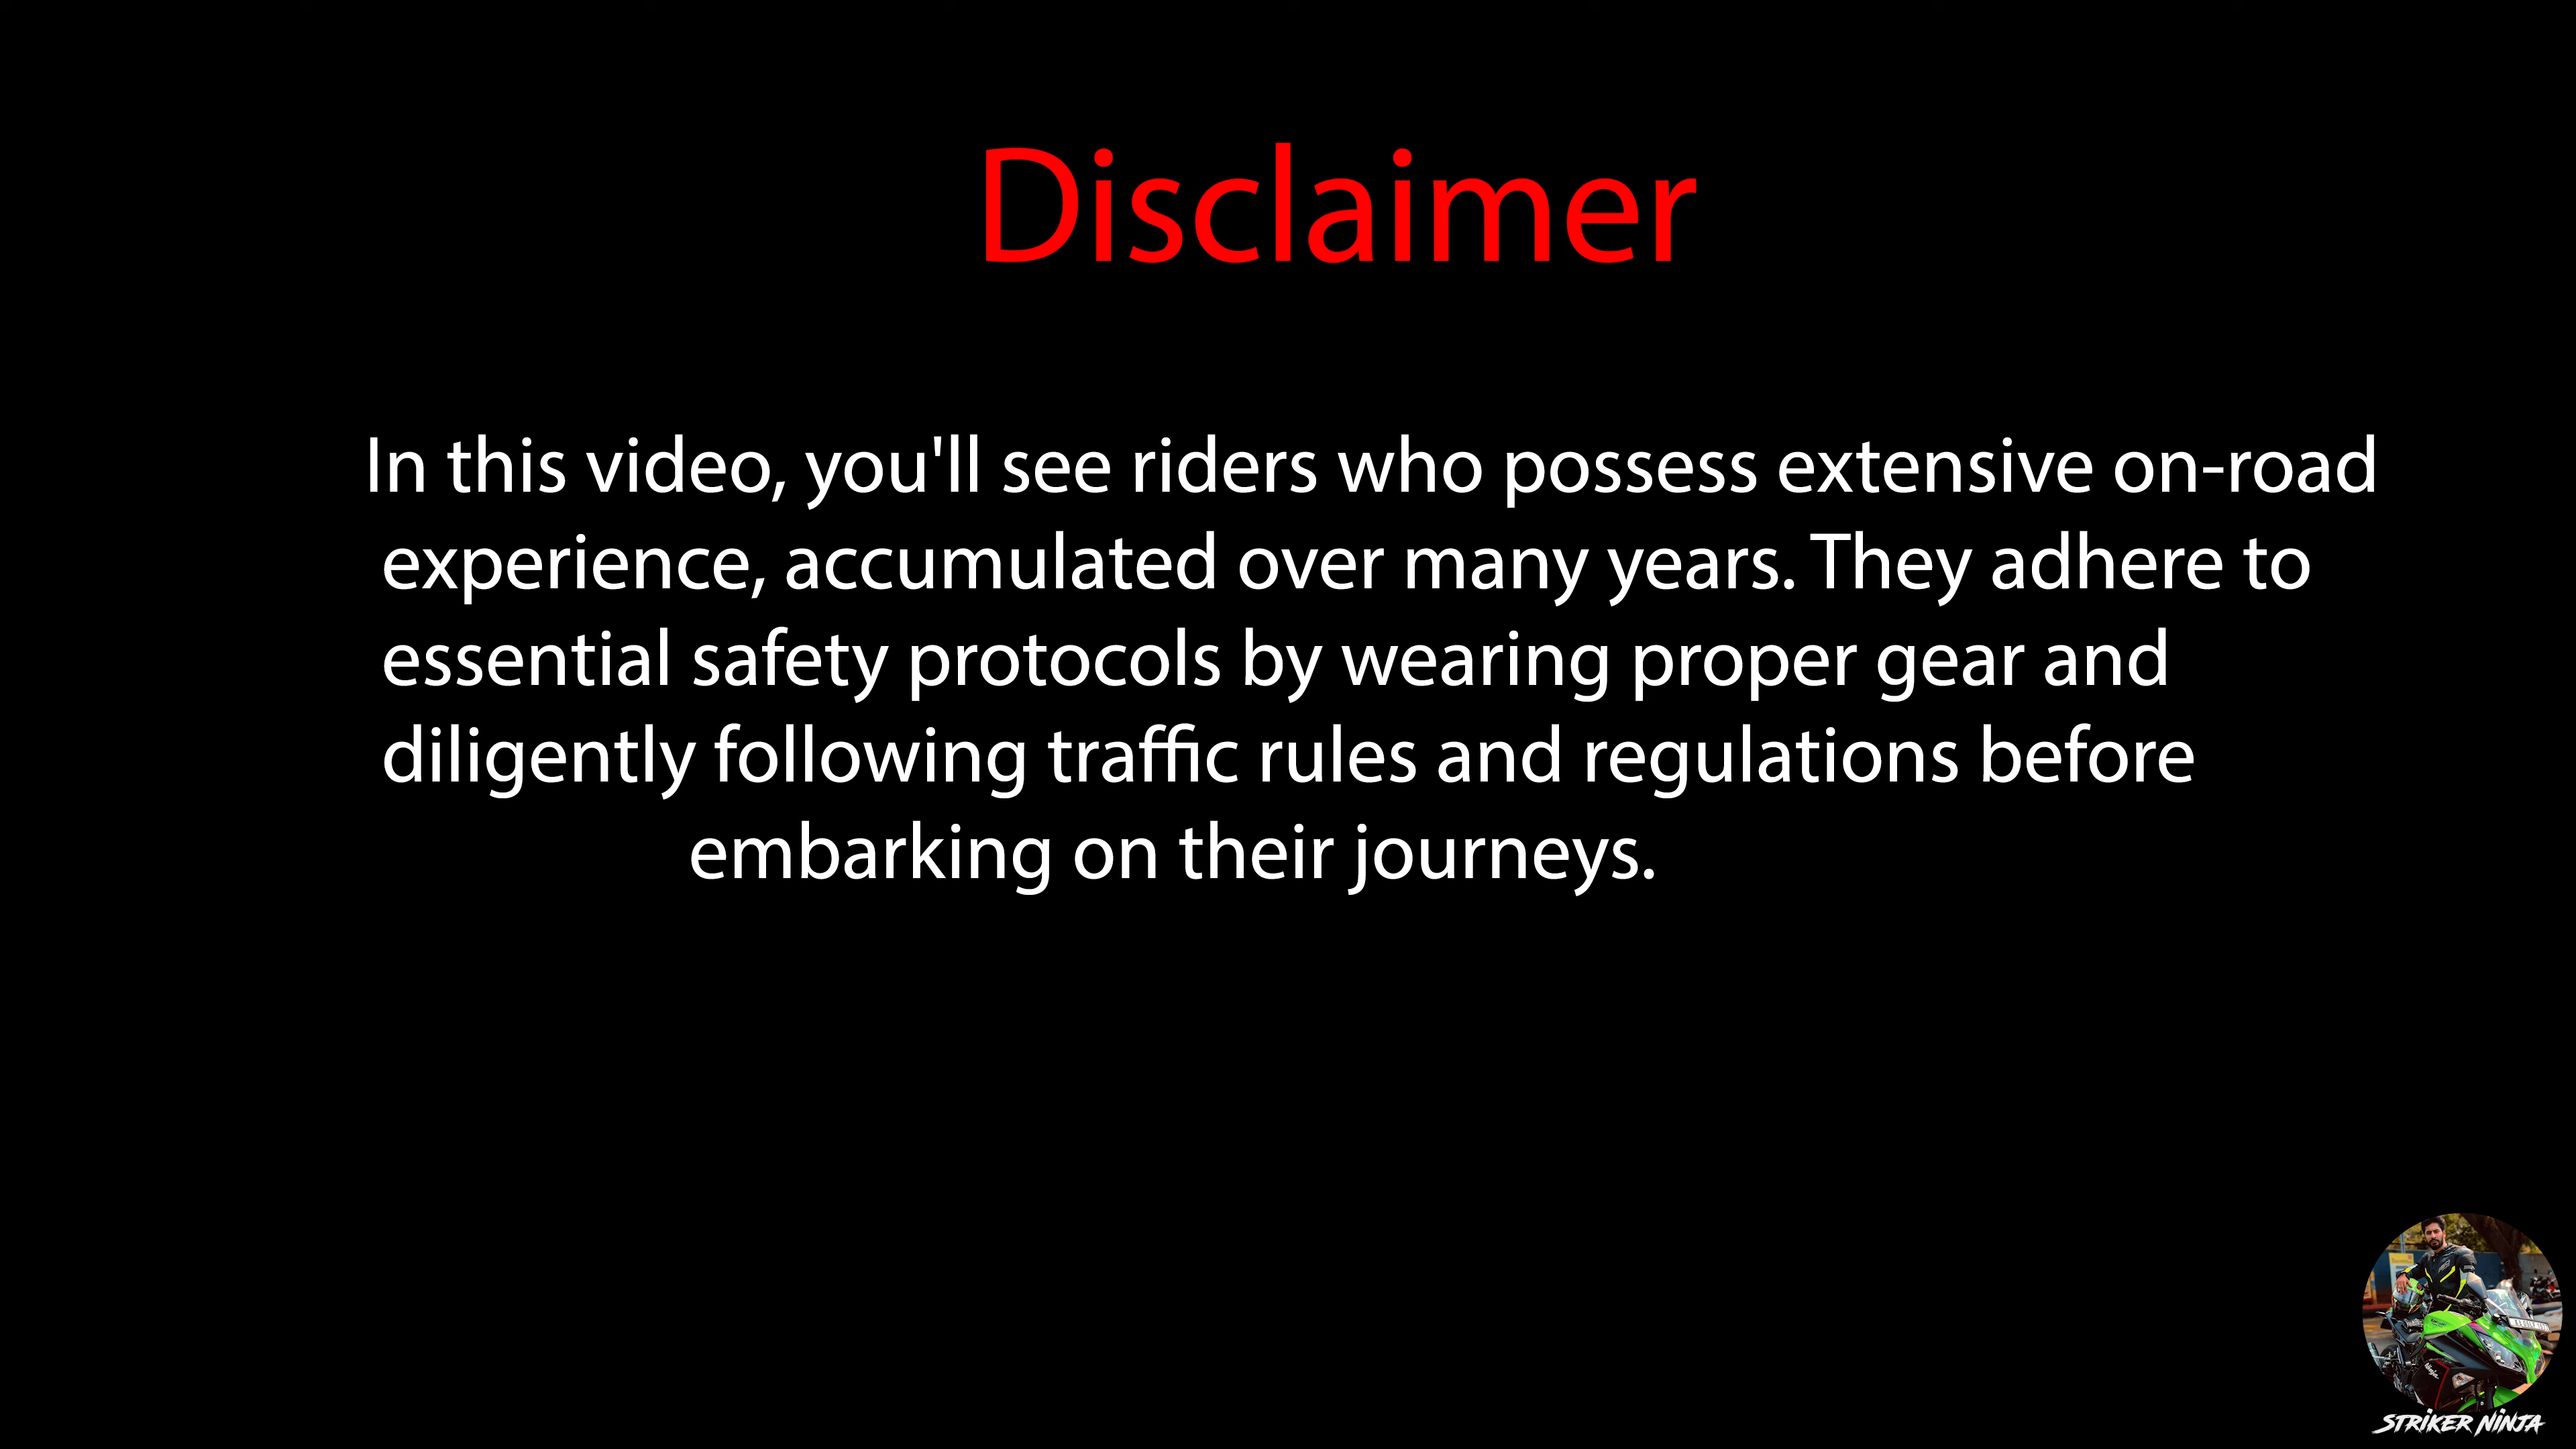 Disclaimer
In this video, you'll see riders who possess extensive on-road
experience, accumulated over many years. They adhere to
essential safety protocols by wearing proper gear and
diligently following traffic rules and regulations before
embarking on their journeys.
Ninja
STRIKER NINJA